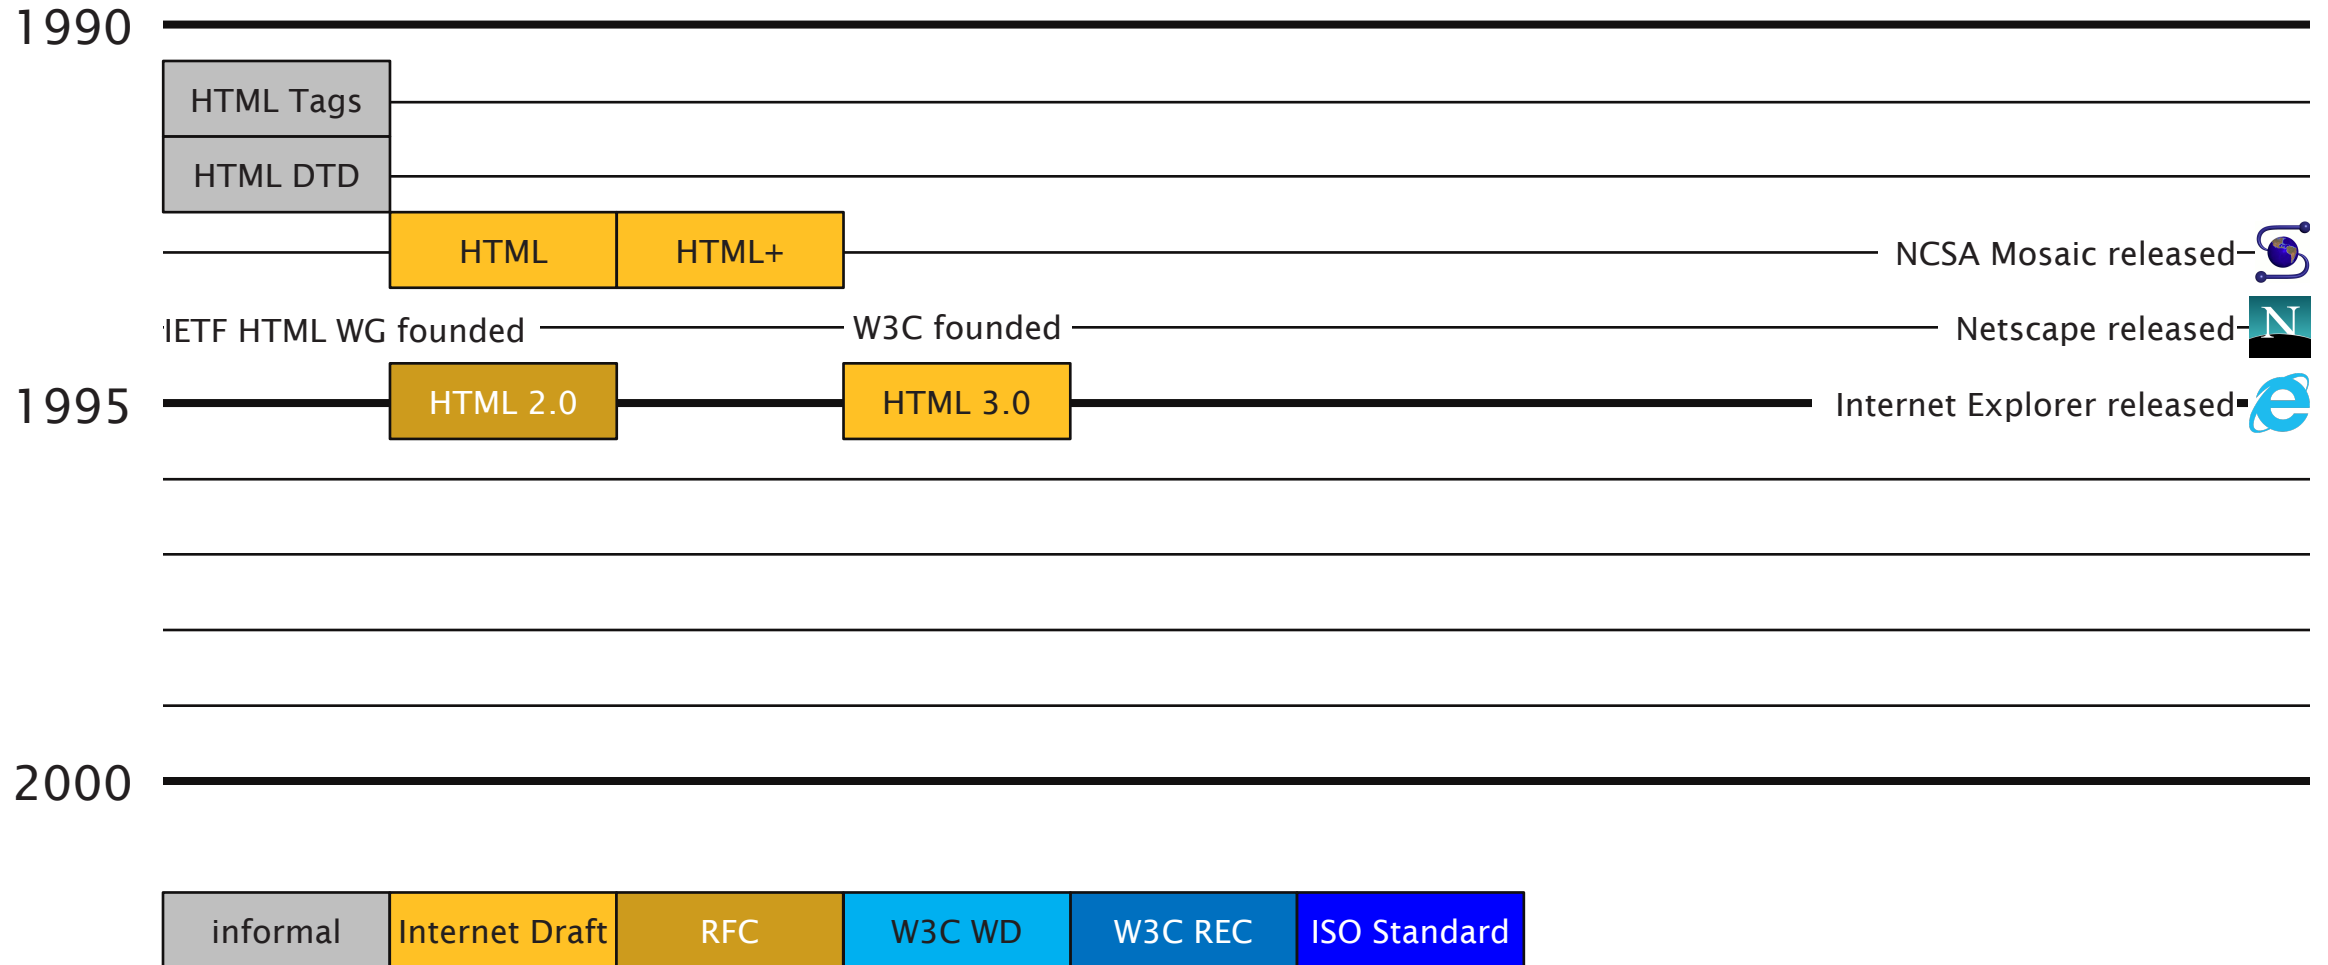 1990
HTML Tags
HTML DTD
HTML HTML+ NCSA Mosaic released
IETF HTML WG founded W3C founded Netscape released N
1995 HTML 2.0 HTML 3.0 Internet Explorer released
2000
informal Internet Draft RFC W3C WD W3C REC ISO Standard